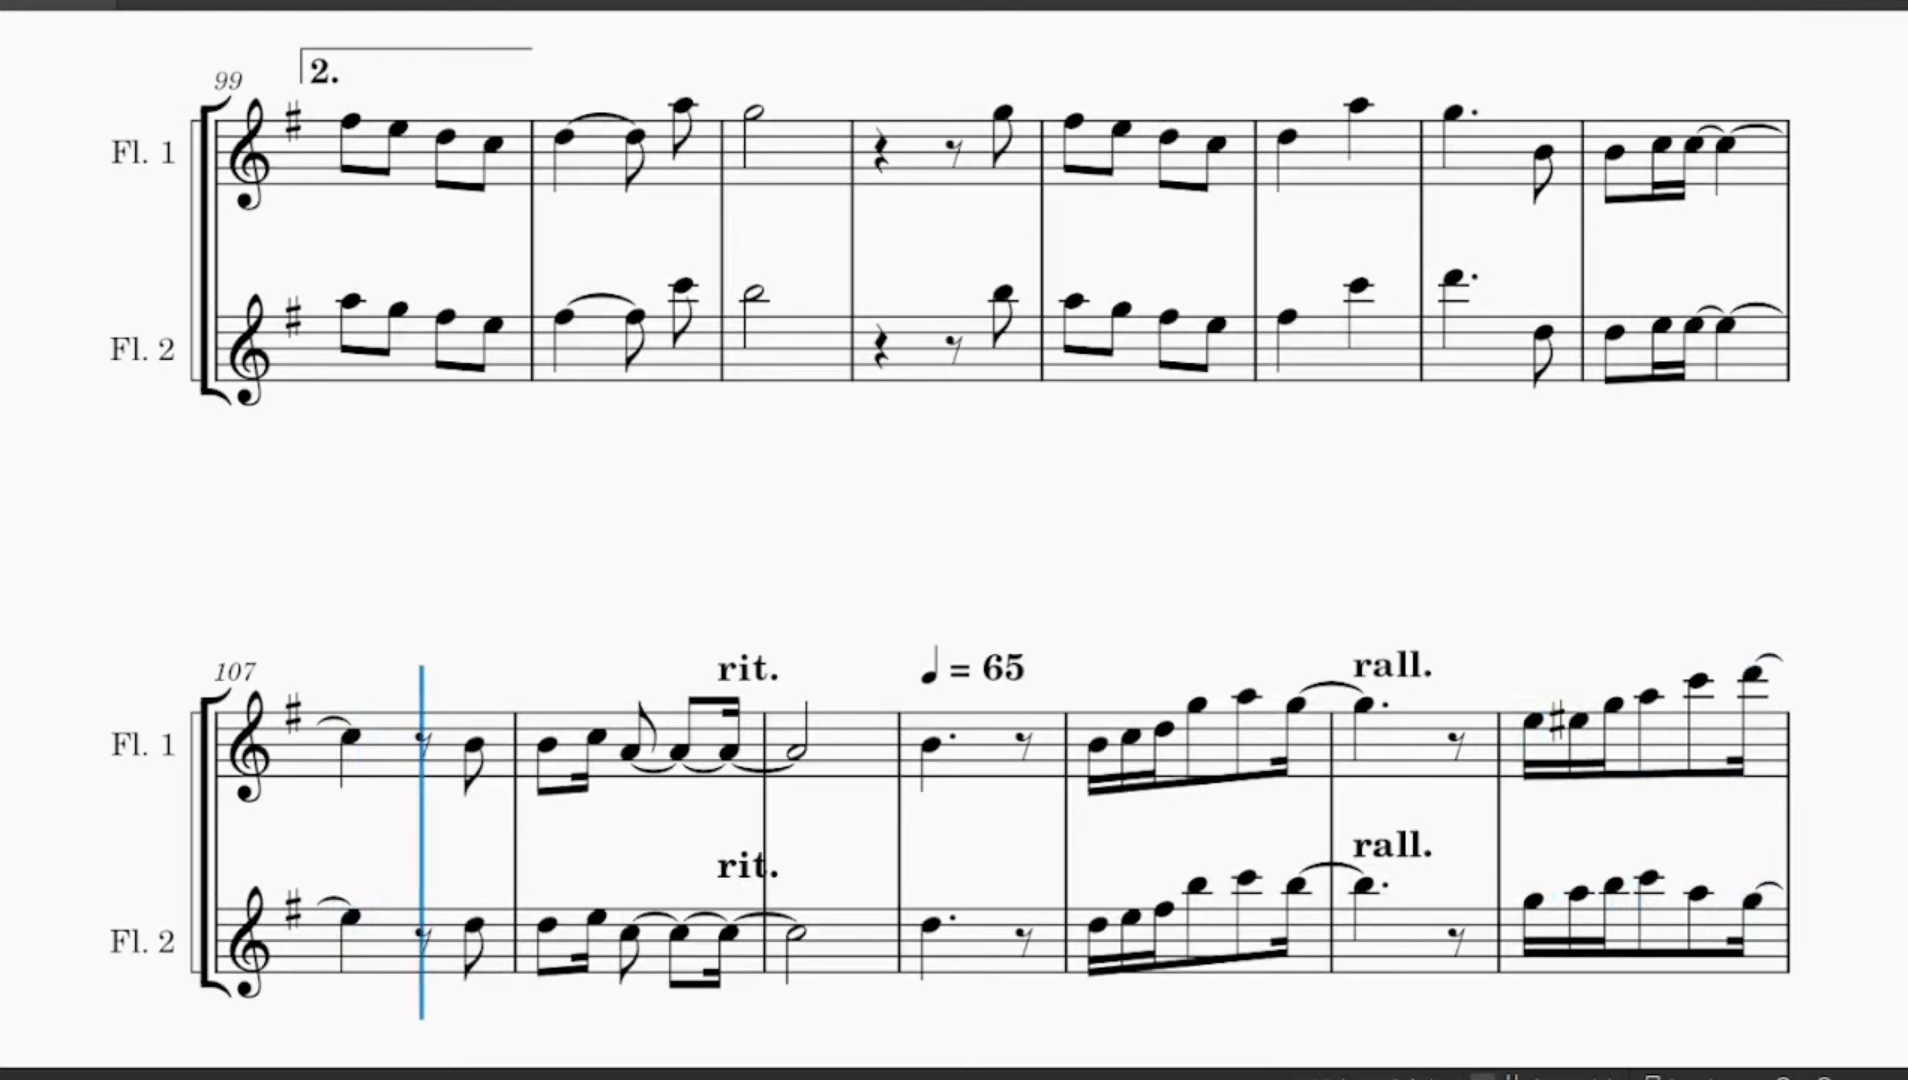 2.
99
Fl. 1
Fl. 2
107
rit.
♩ = 65
rall.
Fl. 1
rit.
rall.
Fl. 2